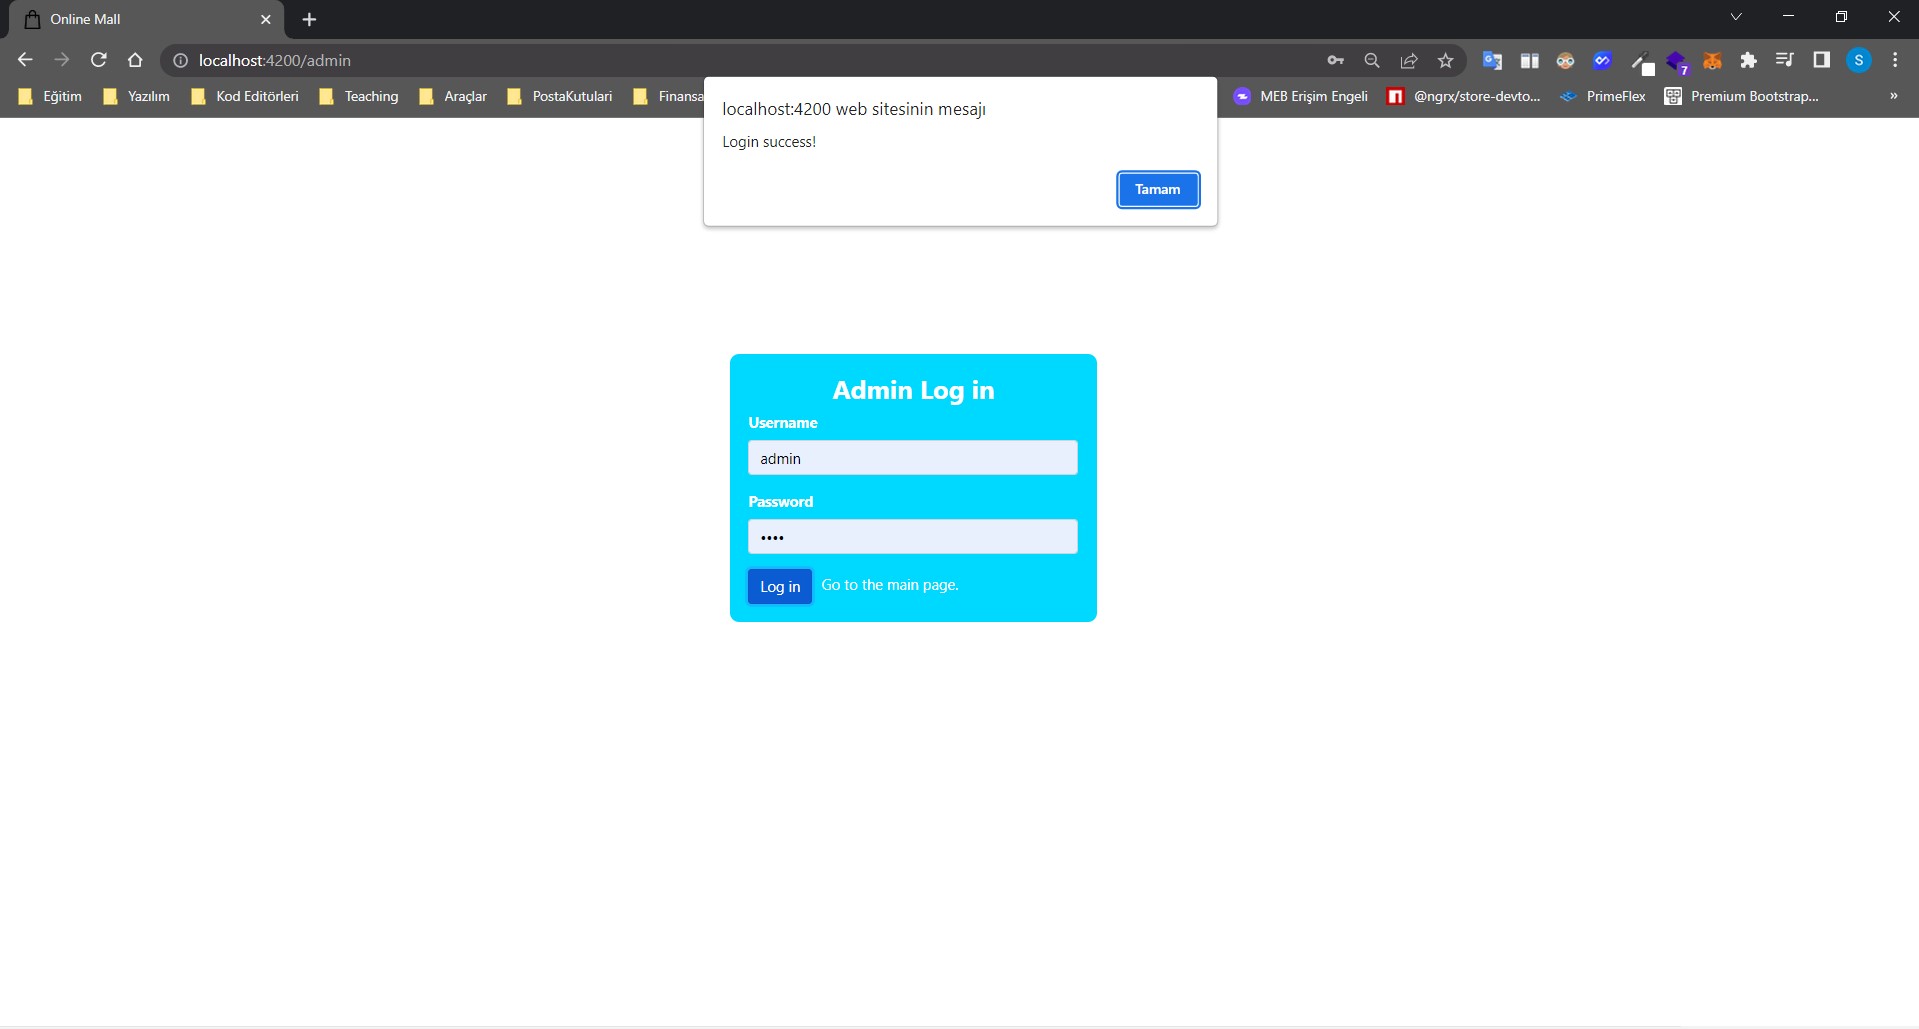 Online Mall
localhost:4200/admin
S
7
Eğitim
Yazılım
Kod Editörleri
Teaching
Araçlar
PostaKutulari
Finansa
MEB Erişim Engeli
@ngrx/store-devto...
PrimeFlex
Premium Bootstrap...
»
localhost:4200 web sitesinin mesajı
Login success!
Tamam
Admin Log in
Username
admin
Password
••••
Log in Go to the main page.